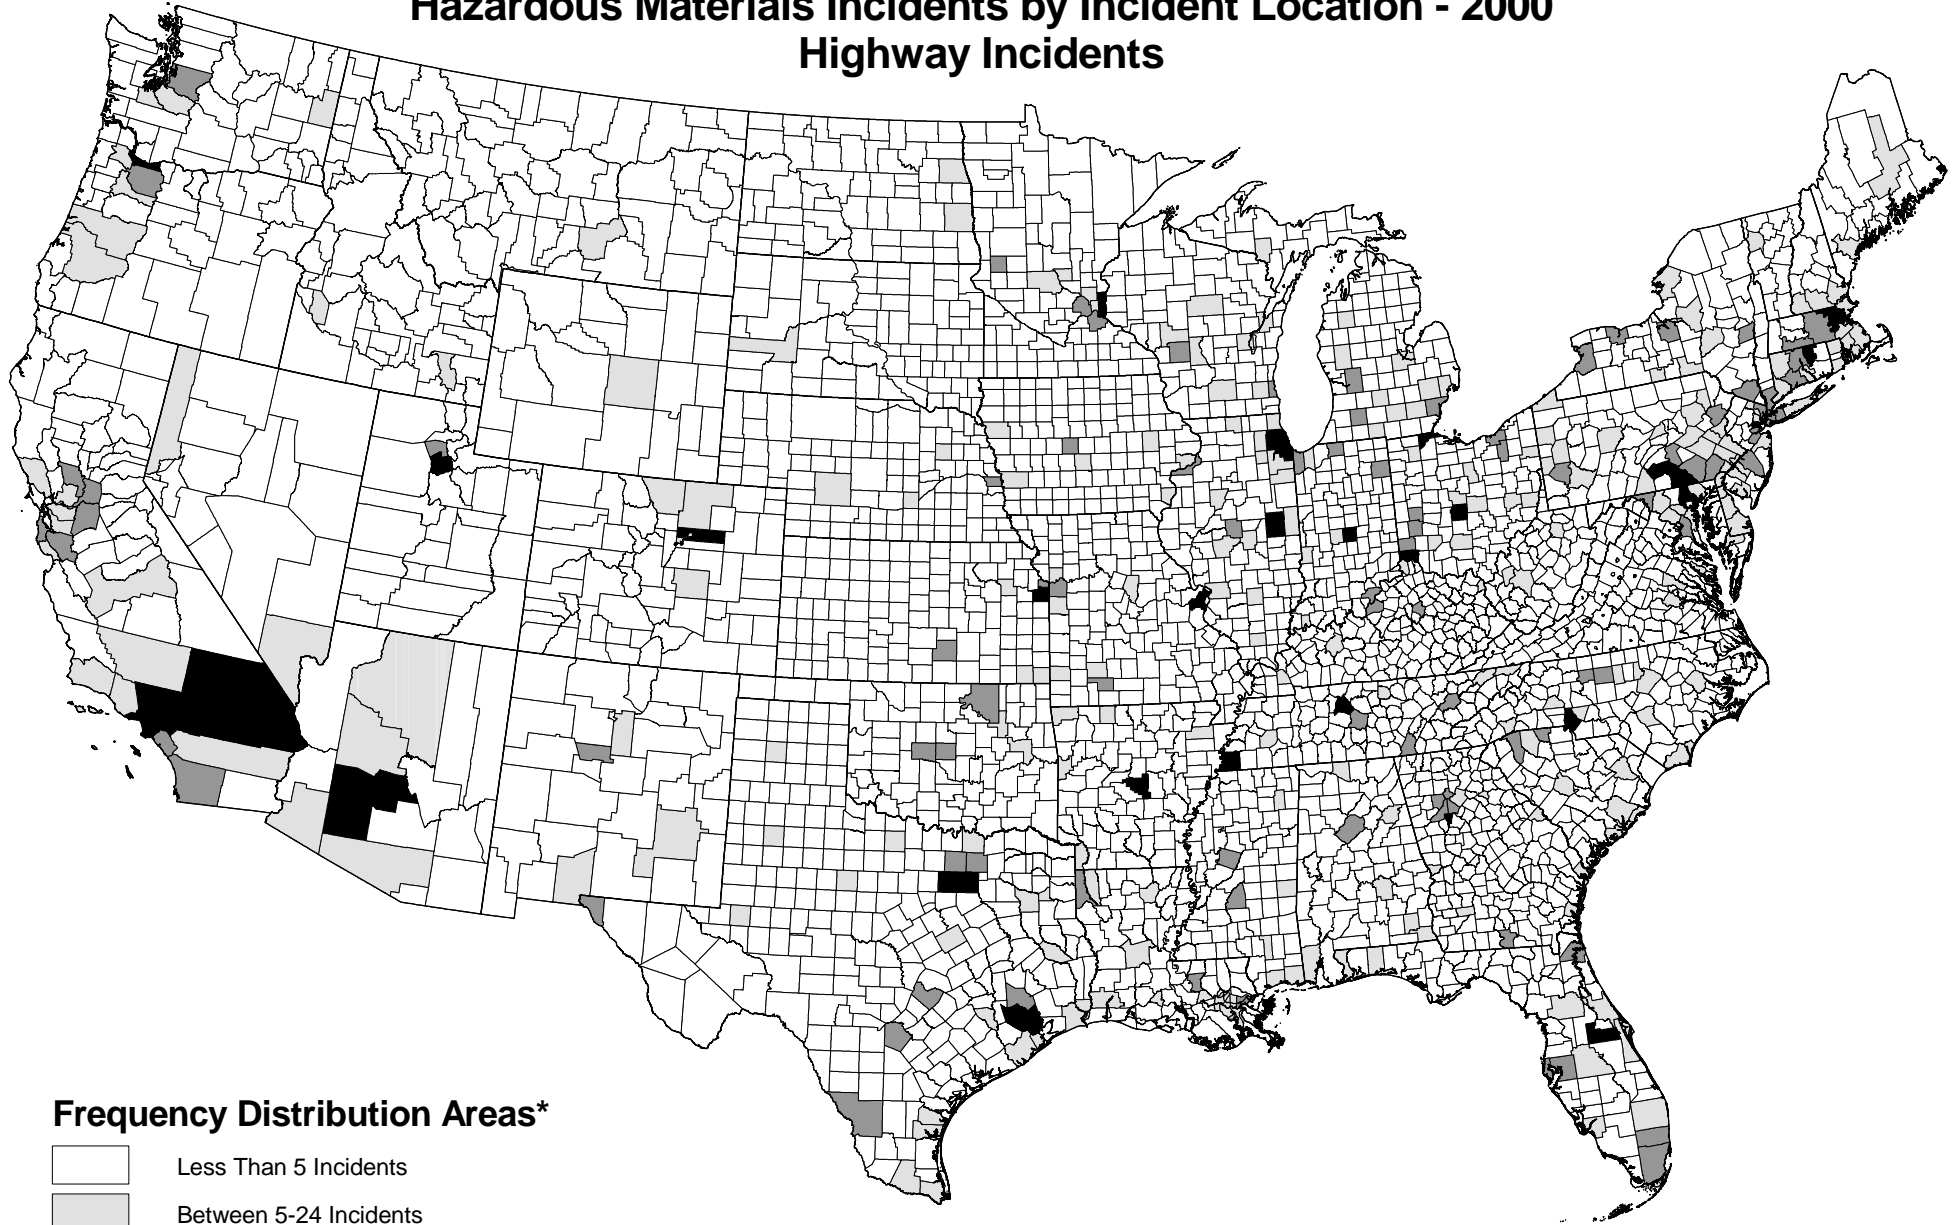 Hazardous Materials Incidents by Incident Location - 2000
Highway Incidents
Frequency Distribution Areas*
Less Than 5 Incidents
Between 5-24 Incidents